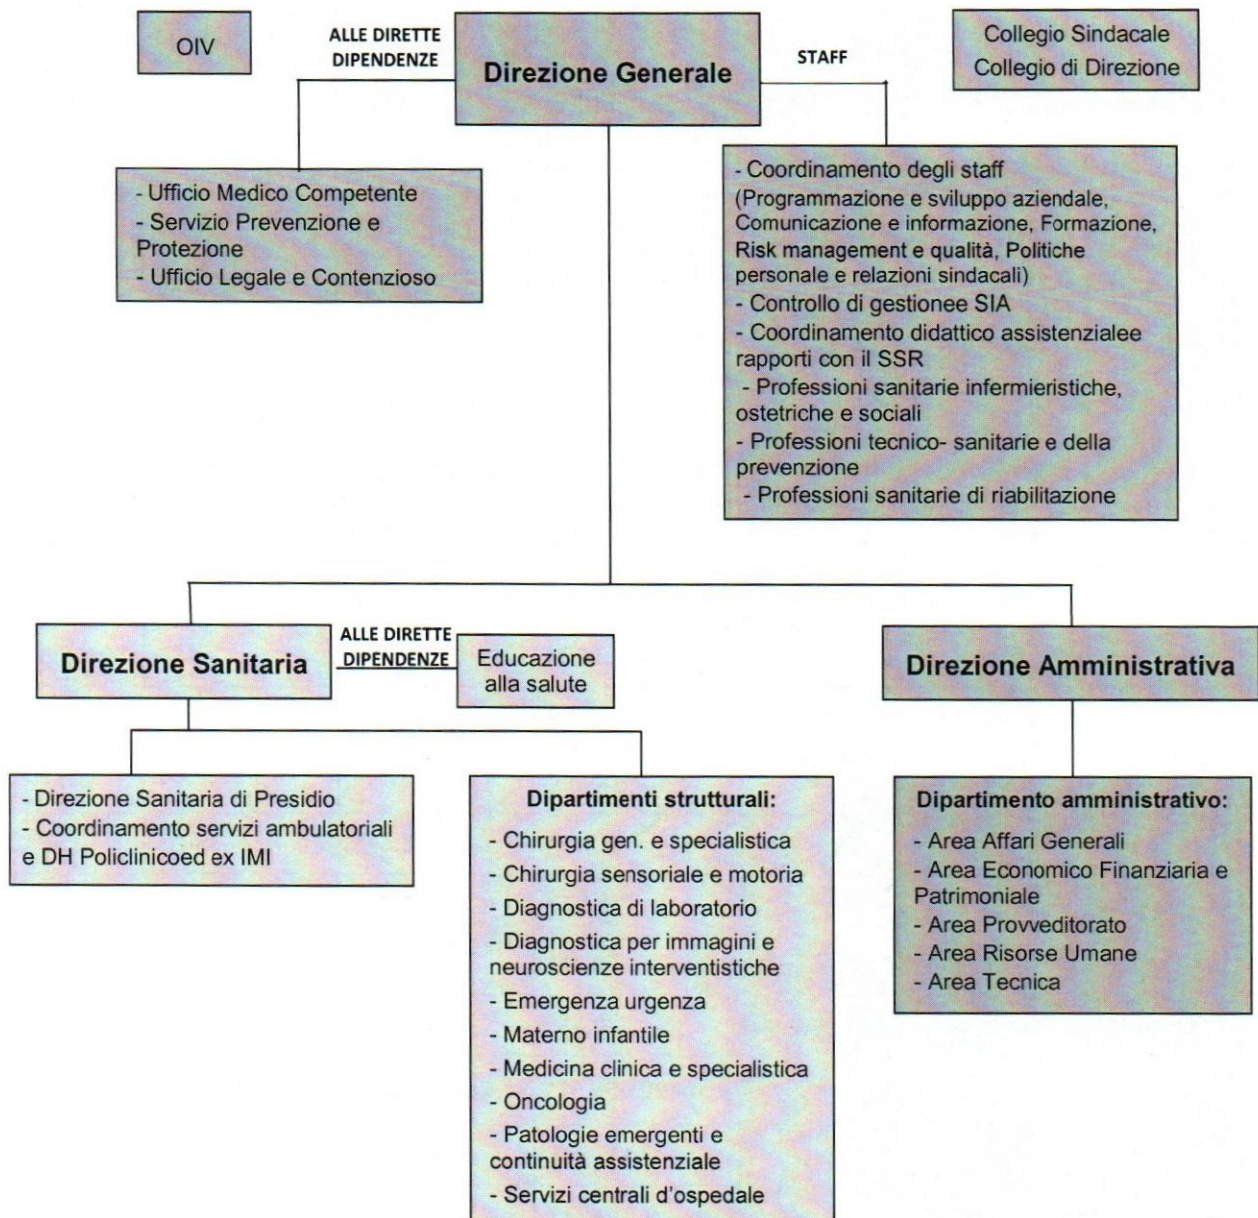 OIV
ALLE DIRETTE
DIPENDENZE
Direzione Generale
STAFF
Collegio Sindacale
Collegio di Direzione
- Ufficio Medico Competente
- Servizio Prevenzione e
Protezione
- Ufficio Legale e Contenzioso
- Coordinamento degli staff
(Programmazione e sviluppo aziendale,
Comunicazione e informazione, Formazione,
Risk management e qualità, Politiche
personale e relazioni sindacali)
- Controllo di gestionee SIA
- Coordinamento didattico assistenzialee
rapporti con il SSR
- Professioni sanitarie infermieristiche,
ostetriche e sociali
- Professioni tecnico- sanitarie e della
prevenzione
- Professioni sanitarie di riabilitazione
Direzione Sanitaria
ALLE DIRETTE
DIPENDENZE
Educazione
alla salute
Direzione Amministrativa
- Direzione Sanitaria di Presidio
- Coordinamento servizi ambulatoriali
e DH Policlinicoed ex IMI
Dipartimenti strutturali:
- Chirurgia gen. e specialistica
- Chirurgia sensoriale e motoria
- Diagnostica di laboratorio
- Diagnostica per immagini e
neuroscienze interventistiche
- Emergenza urgenza
- Materno infantile
- Medicina clinica e specialistica
- Oncologia
- Patologie emergenti e
continuità assistenziale
- Servizi centrali d'ospedale
Dipartimento amministrativo:
- Area Affari Generali
- Area Economico Finanziaria e
Patrimoniale
- Area Provveditorato
- Area Risorse Umane
- Area Tecnica